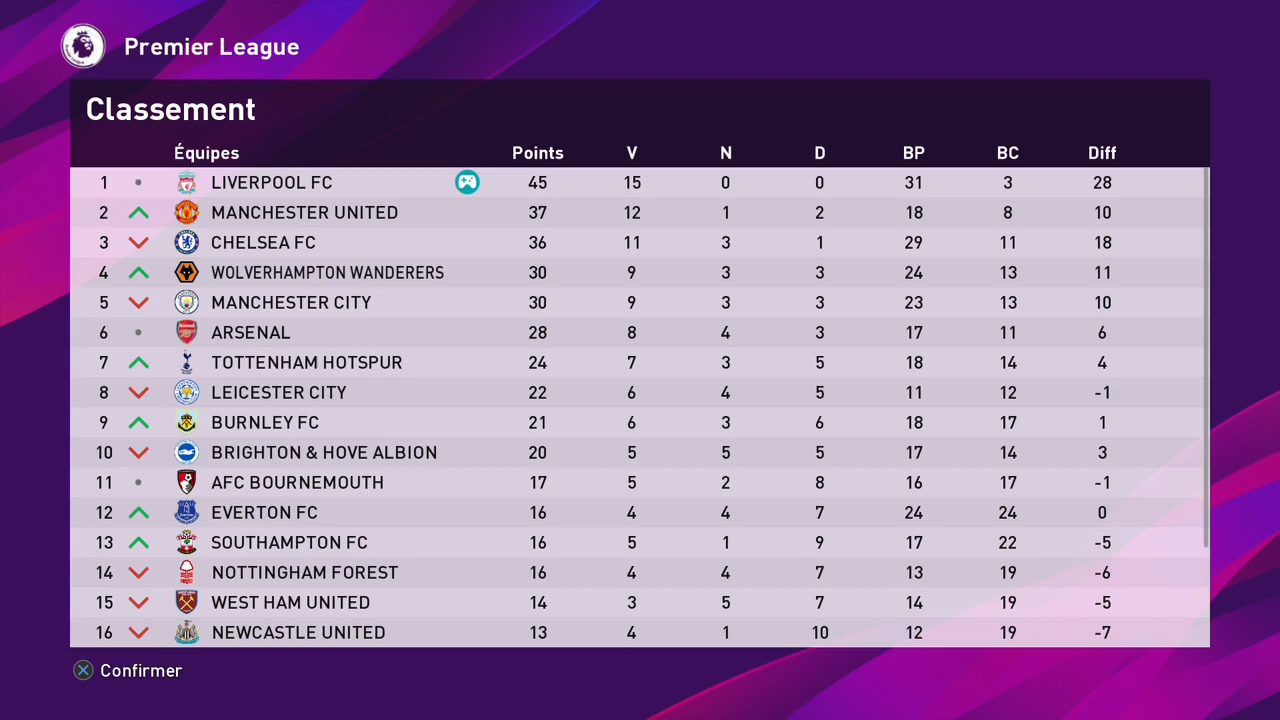 Premier League
Classement
Équipes Points V N D BP BC Diff
1 LIVERPOOL FC 45 15 0 0 31 3 28
2 MANCHESTER UNITED 37 12 1 2 18 8 10
3 CHELSEA FC 36 11 3 1 29 11 18
4 WOLVERHAMPTON WANDERERS 30 9 3 3 24 13 11
5 MANCHESTER CITY 30 9 3 3 23 13 10
6 ARSENAL 28 8 4 3 17 11 6
7 TOTTENHAM HOTSPUR 24 7 3 5 18 14 4
8 LEICESTER CITY 22 6 4 5 11 12 -1
9 BURNLEY FC 21 6 3 6 18 17 1
10 BRIGHTON & HOVE ALBION 20 5 5 5 17 14 3
11 AFC BOURNEMOUTH 17 5 2 8 16 17 -1
12 EVERTON FC 16 4 4 7 24 24 0
13 SOUTHAMPTON FC 16 5 1 9 17 22 -5
14 NOTTINGHAM FOREST 16 4 4 7 13 19 -6
15 WEST HAM UNITED 14 3 5 7 14 19 -5
16 NEWCASTLE UNITED 13 4 1 10 12 19 -7
Confirmer